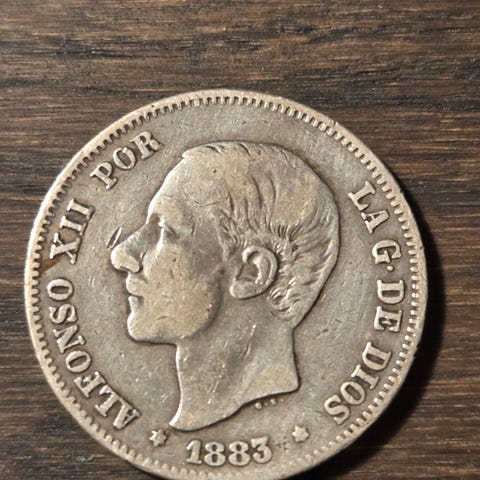 ALFONSO XII POR LA G. DE DIOS
1883